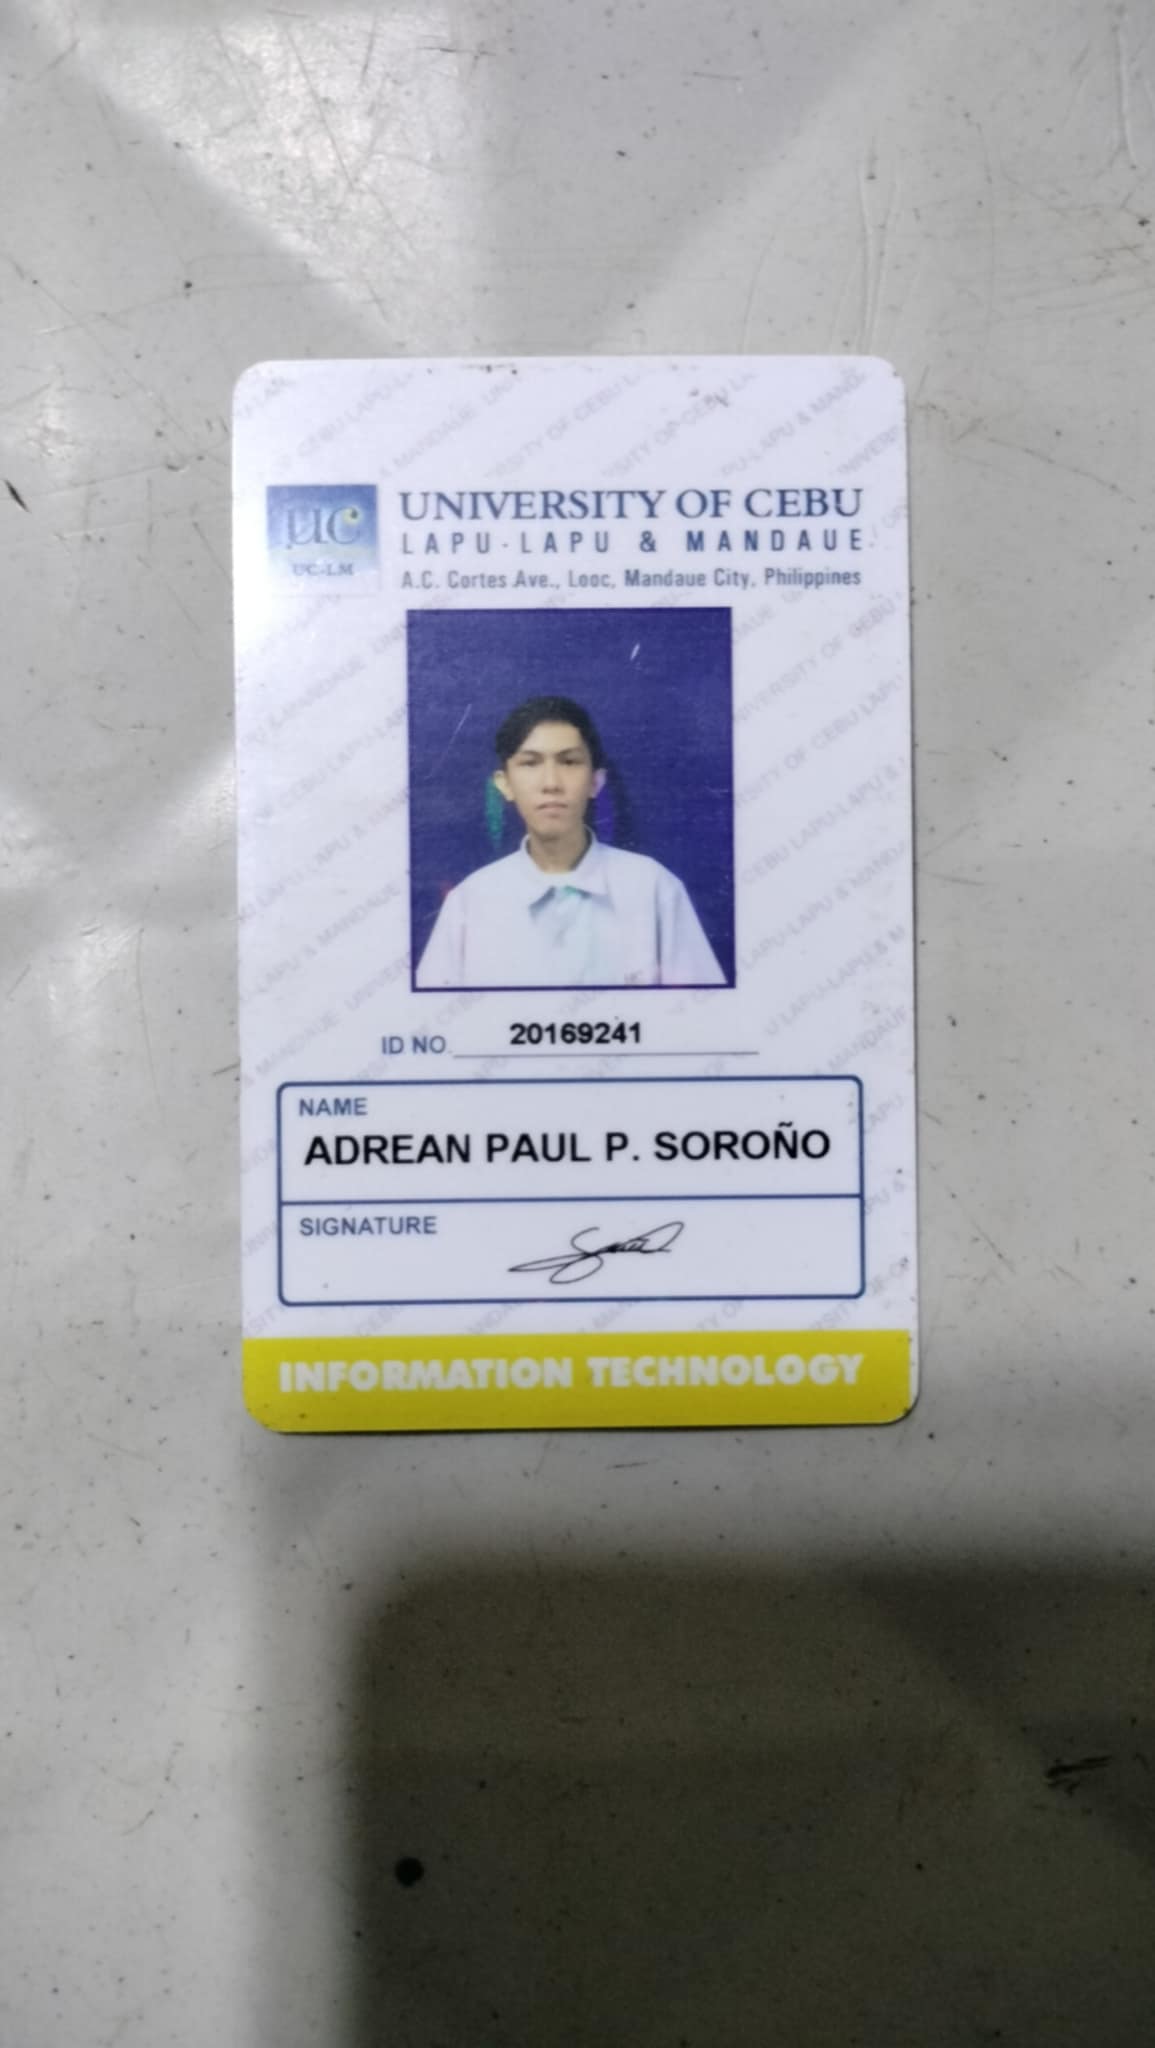 UC
UC-LM
UNIVERSITY OF CEBU
LAPU-LAPU & MANDAUE
A.C. Cortes Ave., Looc, Mandaue City, Philippines
ID NO. 20169241
NAME
ADREAN PAUL P. SOROÑO
SIGNATURE
INFORMATION TECHNOLOGY